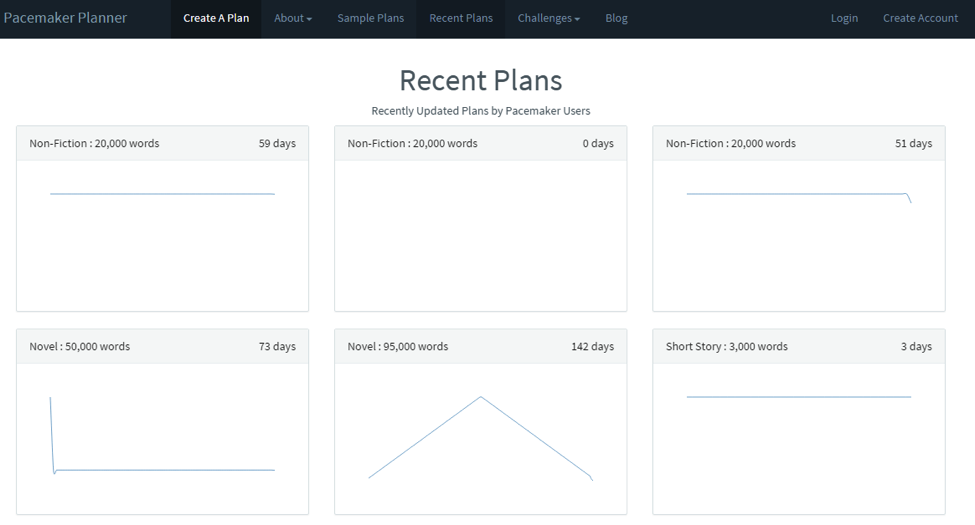 Pacemaker Planner Create A Plan About Sample Plans Recent Plans Challenges Blog Login Create Account
Recent Plans
Recently Updated Plans by Pacemaker Users
Non-Fiction : 20,000 words 59 days
Non-Fiction : 20,000 words 0 days
Non-Fiction : 20,000 words 51 days
Novel : 50,000 words 73 days
Novel : 95,000 words 142 days
Short Story : 3,000 words 3 days